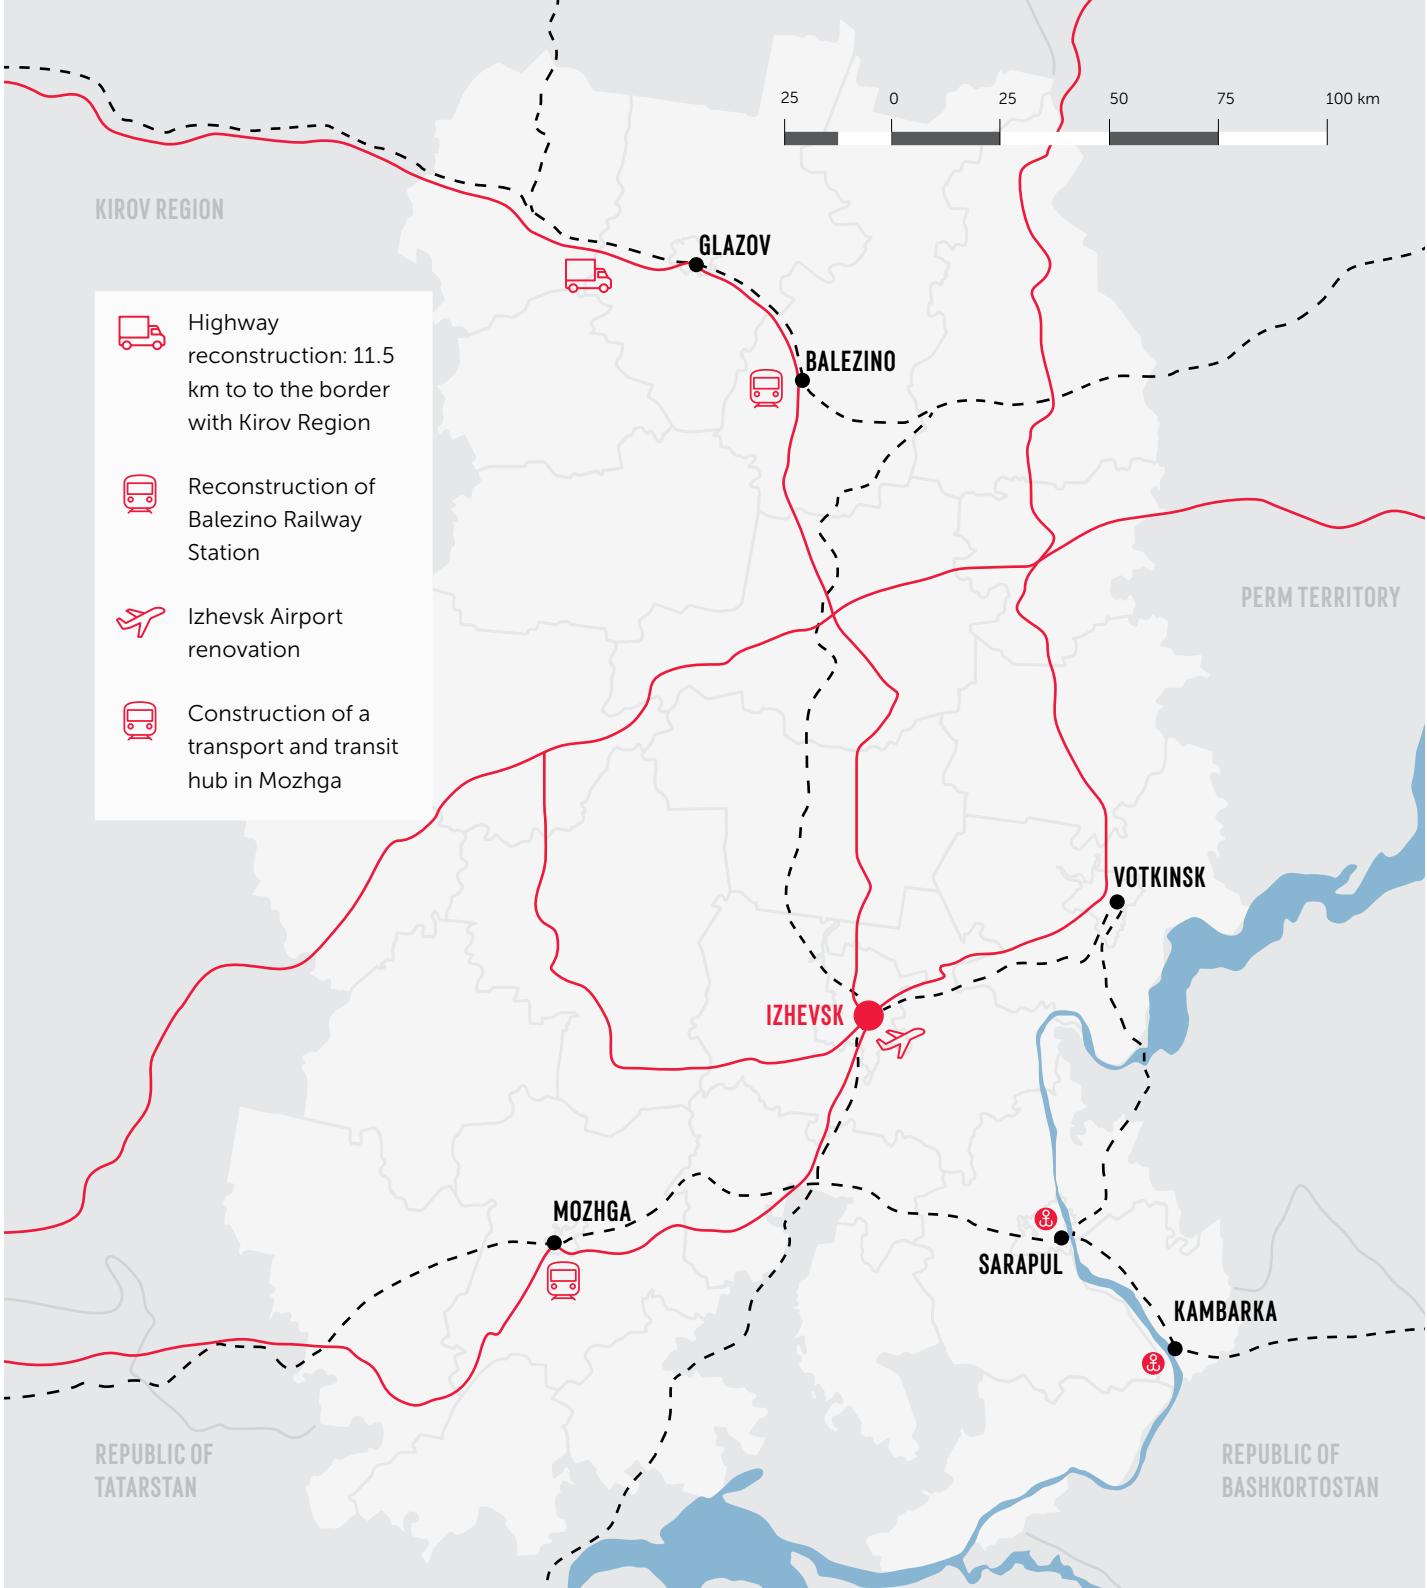 25 0 25 50 75 100 km
KIROV REGION
GLAZOV
BALEZINO
Highway
reconstruction: 11.5
km to to the border
with Kirov Region
Reconstruction of
Balezino Railway
Station
Izhevsk Airport
renovation
Construction of a
transport and transit
hub in Mozhga
PERM TERRITORY
VOTKINSK
IZHEVSK
MOZHGA
SARAPUL
KAMBARKA
REPUBLIC OF
TATARSTAN
REPUBLIC OF
BASHKORTOSTAN